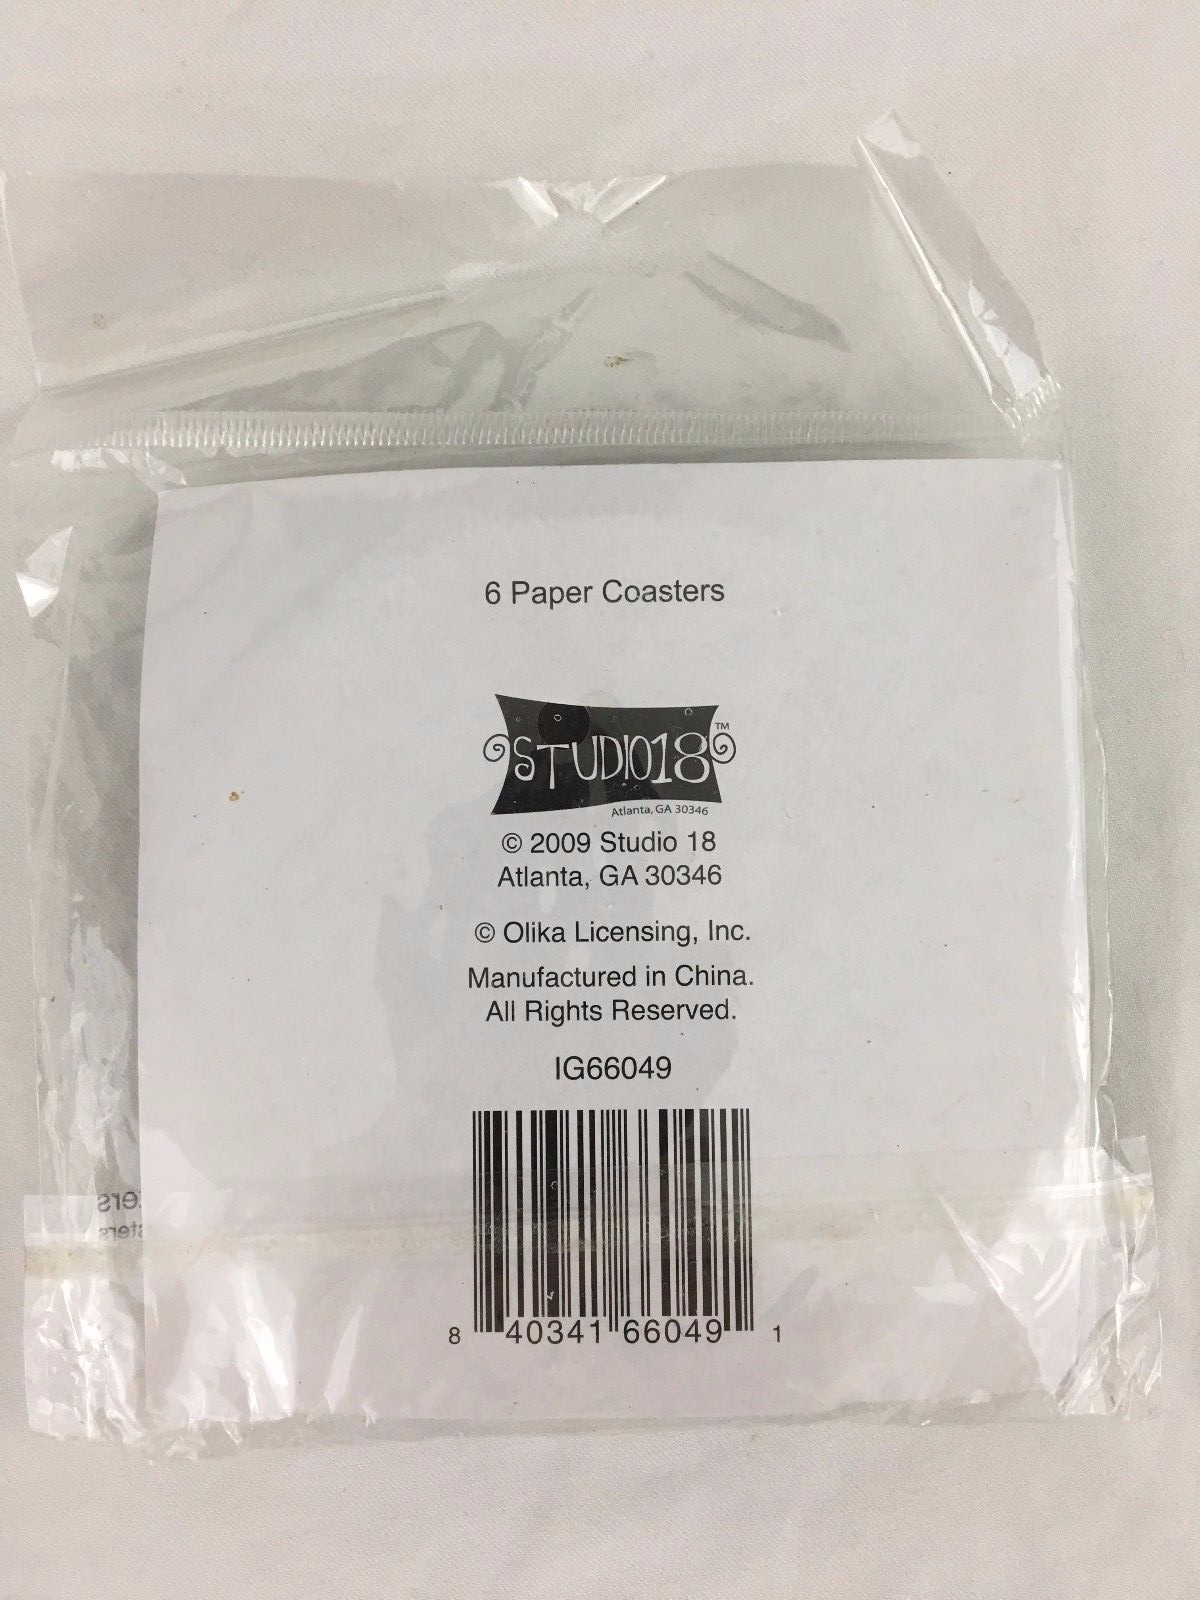 6 Paper Coasters
STUDIO18™
Atlanta, GA 30346
© 2009 Studio 18
Atlanta, GA 30346
© Olika Licensing, Inc.
Manufactured in China.
All Rights Reserved.
IG66049
8 40341 66049 1